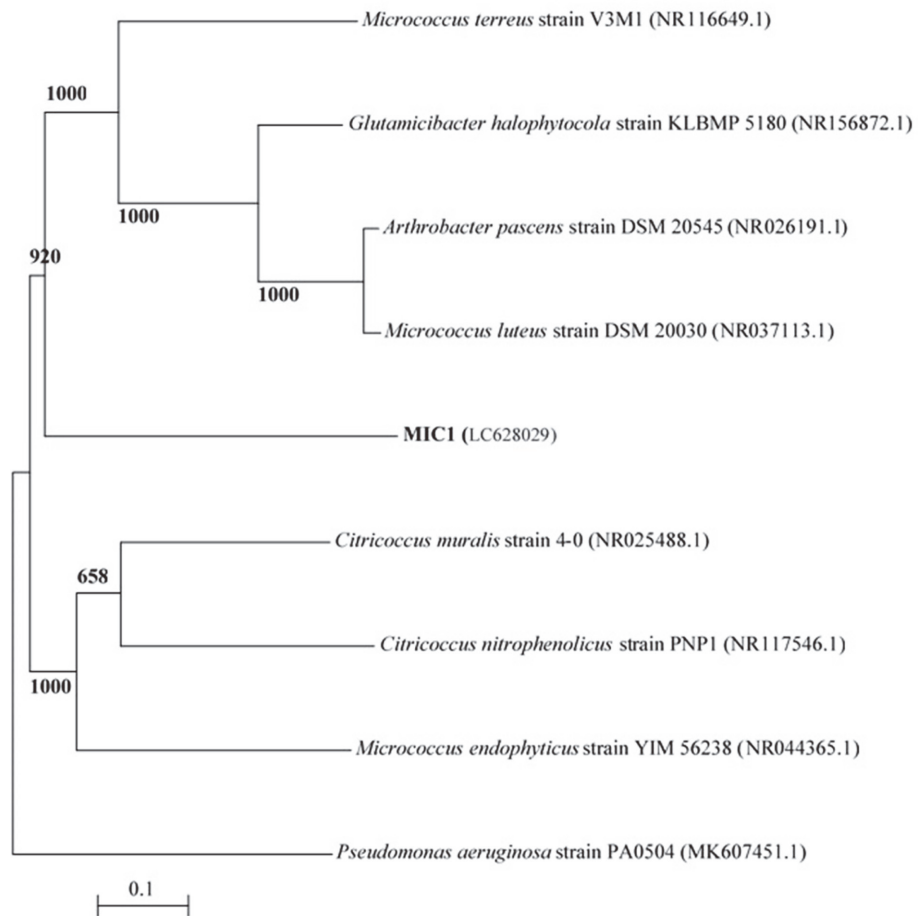 Micrococcus terreus strain V3M1 (NR116649.1)
1000
Glutamicibacter halophytocola strain KLBMP 5180 (NR156872.1)
1000
Arthrobacter pascens strain DSM 20545 (NR026191.1)
920
1000
Micrococcus luteus strain DSM 20030 (NR037113.1)
MIC1 (LC628029)
Citricoccus muralis strain 4-0 (NR025488.1)
658
Citricoccus nitrophenolicus strain PNP1 (NR117546.1)
1000
Micrococcus endophyticus strain YIM 56238 (NR044365.1)
Pseudomonas aeruginosa strain PA0504 (MK607451.1)
0.1